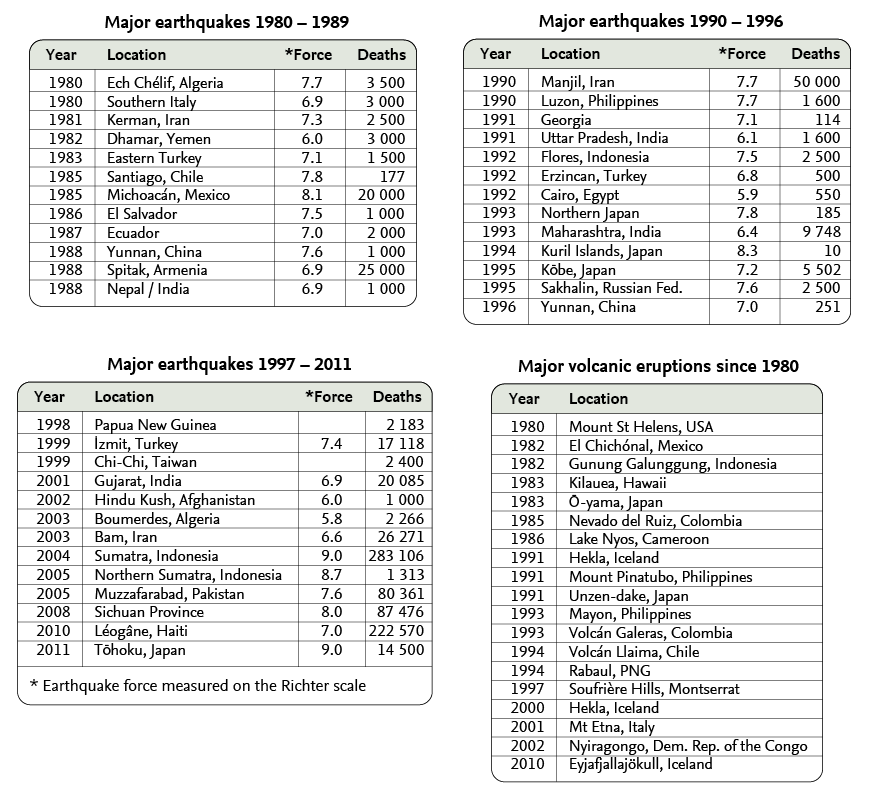 Major earthquakes 1980 – 1989
Year Location *Force Deaths
1980 Ech Chélif, Algeria 7.7 3 500
1980 Southern Italy 6.9 3 000
1981 Kerman, Iran 7.3 2 500
1982 Dhamar, Yemen 6.0 3 000
1983 Eastern Turkey 7.1 1 500
1985 Santiago, Chile 7.8 177
1985 Michoacán, Mexico 8.1 20 000
1986 El Salvador 7.5 1 000
1987 Ecuador 7.0 2 000
1988 Yunnan, China 7.6 1 000
1988 Spitak, Armenia 6.9 25 000
1988 Nepal / India 6.9 1 000
Major earthquakes 1990 – 1996
Year Location *Force Deaths
1990 Manjil, Iran 7.7 50 000
1990 Luzon, Philippines 7.7 1 600
1991 Georgia 7.1 114
1991 Uttar Pradesh, India 6.1 1 600
1992 Flores, Indonesia 7.5 2 500
1992 Erzincan, Turkey 6.8 500
1992 Cairo, Egypt 5.9 550
1993 Northern Japan 7.8 185
1993 Maharashtra, India 6.4 9 748
1994 Kuril Islands, Japan 8.3 10
1995 Kōbe, Japan 7.2 5 502
1995 Sakhalin, Russian Fed. 7.6 2 500
1996 Yunnan, China 7.0 251
Major earthquakes 1997 – 2011
Year Location *Force Deaths
1998 Papua New Guinea 2 183
1999 İzmit, Turkey 7.4 17 118
1999 Chi-Chi, Taiwan 2 400
2001 Gujarat, India 6.9 20 085
2002 Hindu Kush, Afghanistan 6.0 1 000
2003 Boumerdes, Algeria 5.8 2 266
2003 Bam, Iran 6.6 26 271
2004 Sumatra, Indonesia 9.0 283 106
2005 Northern Sumatra, Indonesia 8.7 1 313
2005 Muzzafarabad, Pakistan 7.6 80 361
2008 Sichuan Province 8.0 87 476
2010 Léogâne, Haiti 7.0 222 570
2011 Tōhoku, Japan 9.0 14 500
* Earthquake force measured on the Richter scale
Major volcanic eruptions since 1980
Year Location
1980 Mount St Helens, USA
1982 El Chichónal, Mexico
1982 Gunung Galunggung, Indonesia
1983 Kilauea, Hawaii
1983 Ō-yama, Japan
1985 Nevado del Ruiz, Colombia
1986 Lake Nyos, Cameroon
1991 Hekla, Iceland
1991 Mount Pinatubo, Philippines
1991 Unzen-dake, Japan
1993 Mayon, Philippines
1993 Volcán Galeras, Colombia
1994 Volcán Llaima, Chile
1994 Rabaul, PNG
1997 Soufrière Hills, Montserrat
2000 Hekla, Iceland
2001 Mt Etna, Italy
2002 Nyiragongo, Dem. Rep. of the Congo
2010 Eyjafjallajökull, Iceland